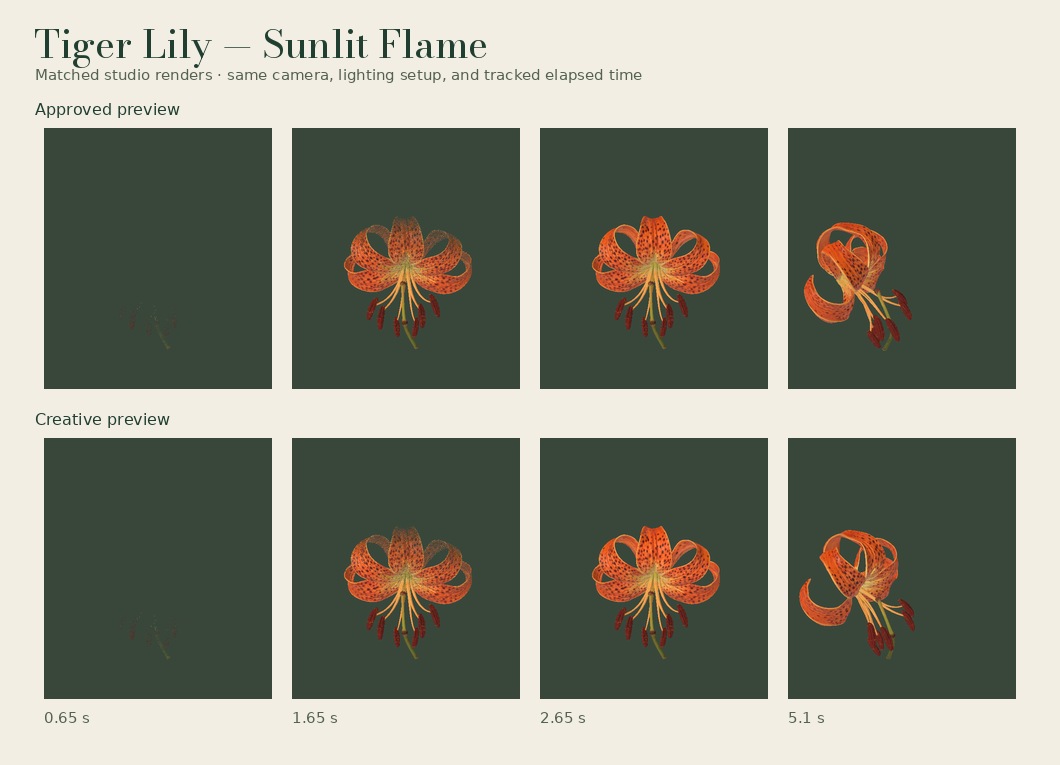 Tiger Lily — Sunlit Flame
Matched studio renders · same camera, lighting setup, and tracked elapsed time
Approved preview
Creative preview
0.65 s
1.65 s
2.65 s
5.1 s